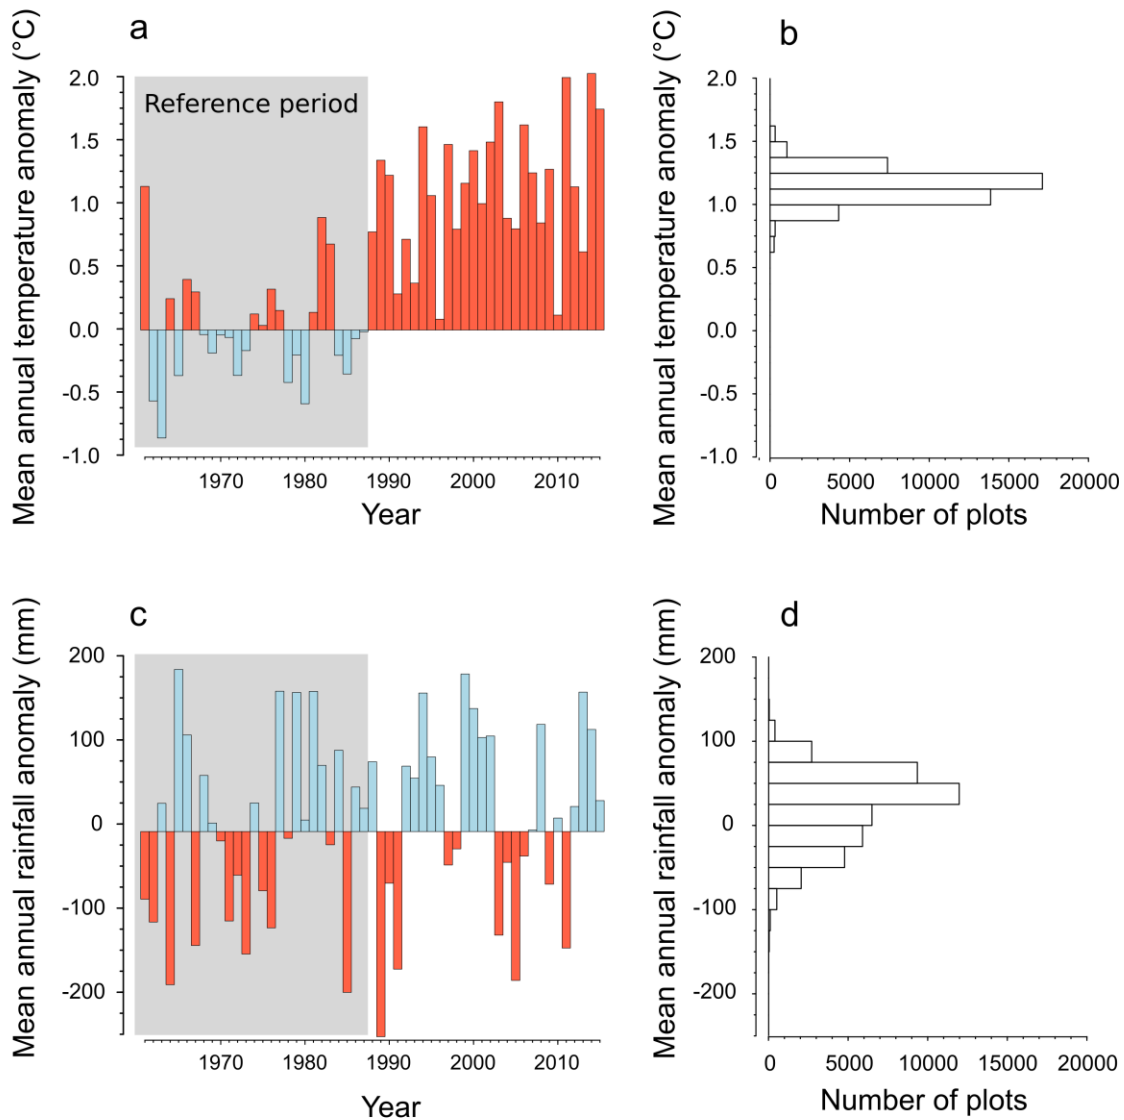 a
Mean annual temperature anomaly (°C)
Reference period
2.0
1.5
1.0
0.5
0.0
-0.5
-1.0
1970 1980 1990 2000 2010
Year
b
Mean annual temperature anomaly (°C)
2.0
1.5
1.0
0.5
0.0
-0.5
-1.0
0 5000 10000 15000 20000
Number of plots
c
Mean annual rainfall anomaly (mm)
200
100
0
-100
-200
1970 1980 1990 2000 2010
Year
d
Mean annual rainfall anomaly (mm)
200
100
0
-100
-200
0 5000 10000 15000 20000
Number of plots